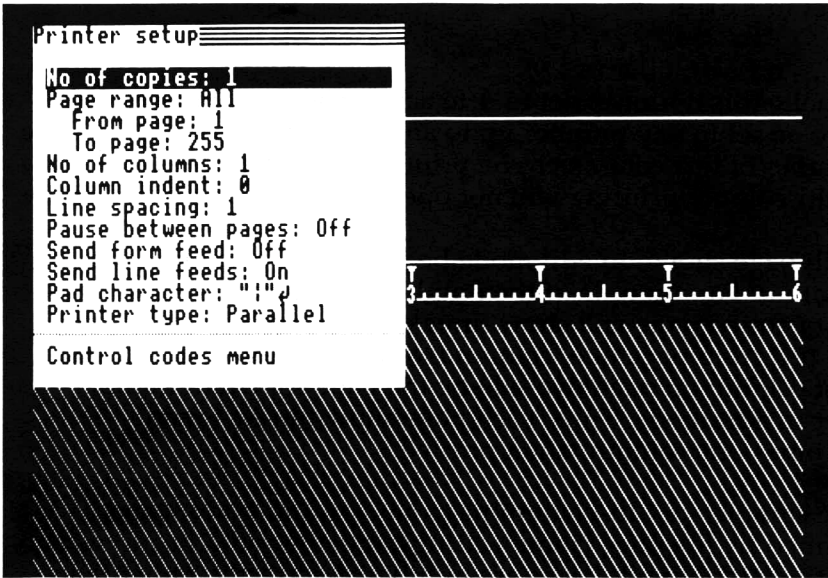 Printer setup
No of copies: 1
Page range: All
From page: 1
To page: 255
No of columns: 1
Column indent: 0
Line spacing: 1
Pause between pages: Off
Send form feed: Off
Send line feeds: On
Pad character: "¦"↲
Printer type: Parallel
Control codes menu
3 4 5 6